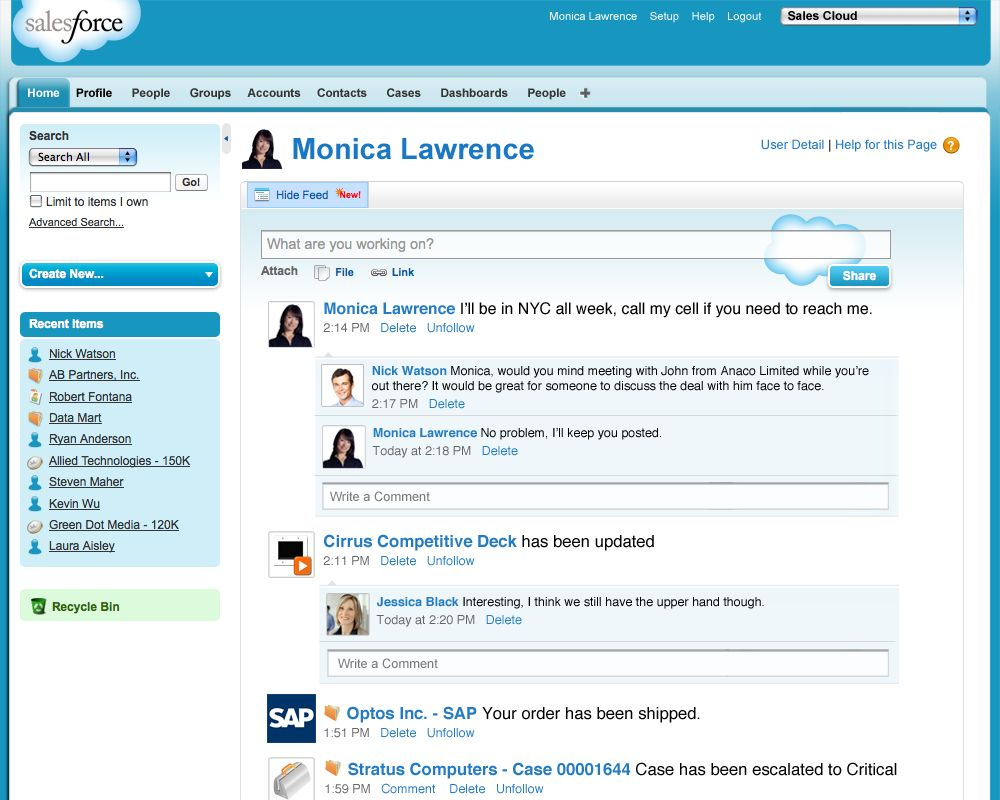 salesforce
Monica Lawrence Setup Help Logout Sales Cloud
Home Profile People Groups Accounts Contacts Cases Dashboards People
Search
Search All
Go!
Limit to items I own
Advanced Search...
Create New...
Recent Items
Nick Watson
AB Partners, Inc.
Robert Fontana
Data Mart
Ryan Anderson
Allied Technologies - 150K
Steven Maher
Kevin Wu
Green Dot Media - 120K
Laura Aisley
Recycle Bin
Monica Lawrence
User Detail | Help for this Page ?
Hide Feed New!
What are you working on?
Attach File Link
Share
Monica Lawrence I'll be in NYC all week, call my cell if you need to reach me.
2:14 PM Delete Unfollow
Nick Watson Monica, would you mind meeting with John from Anaco Limited while you're
out there? It would be great for someone to discuss the deal with him face to face.
2:17 PM Delete
Monica Lawrence No problem, I'll keep you posted.
Today at 2:18 PM Delete
Write a Comment
Cirrus Competitive Deck has been updated
2:11 PM Delete Unfollow
Jessica Black Interesting, I think we still have the upper hand though.
Today at 2:20 PM Delete
Write a Comment
SAP
Optos Inc. - SAP Your order has been shipped.
1:51 PM Delete Unfollow
Stratus Computers - Case 00001644 Case has been escalated to Critical
1:59 PM Comment Delete Unfollow